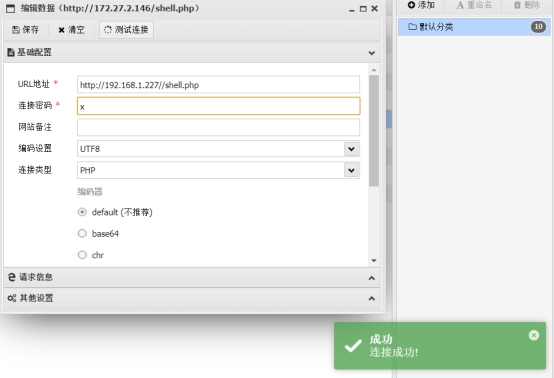 编辑数据 (http://172.27.2.146/shell.php)
添加 重命名 删除
保存 清空 测试连接
默认分类 10
基础配置
URL地址 * http://192.168.1.227//shell.php
连接密码 * x
网站备注
编码设置 UTF8
连接类型 PHP
编码器
default (不推荐)
base64
chr
请求信息
其他设置
成功
连接成功!